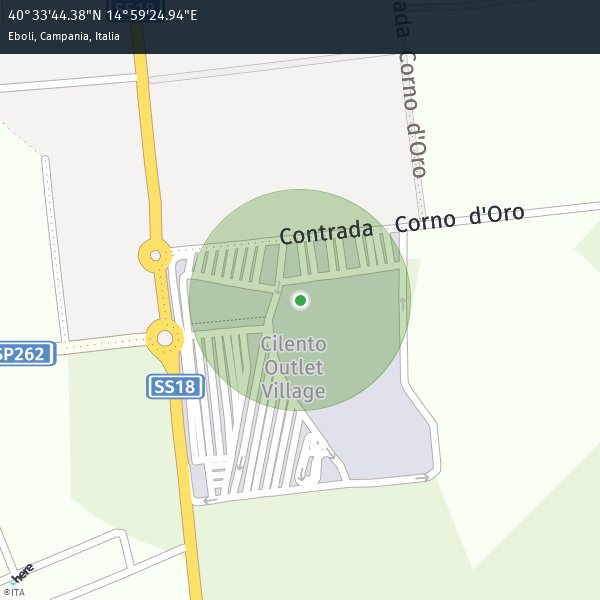 40°33'44.38"N 14°59'24.94"E
Eboli, Campania, Italia
SS18
Contrada Corno d'Oro
ada Corno d'Oro
Cilento
Outlet
Village
SP262
SS18
here
©ITA